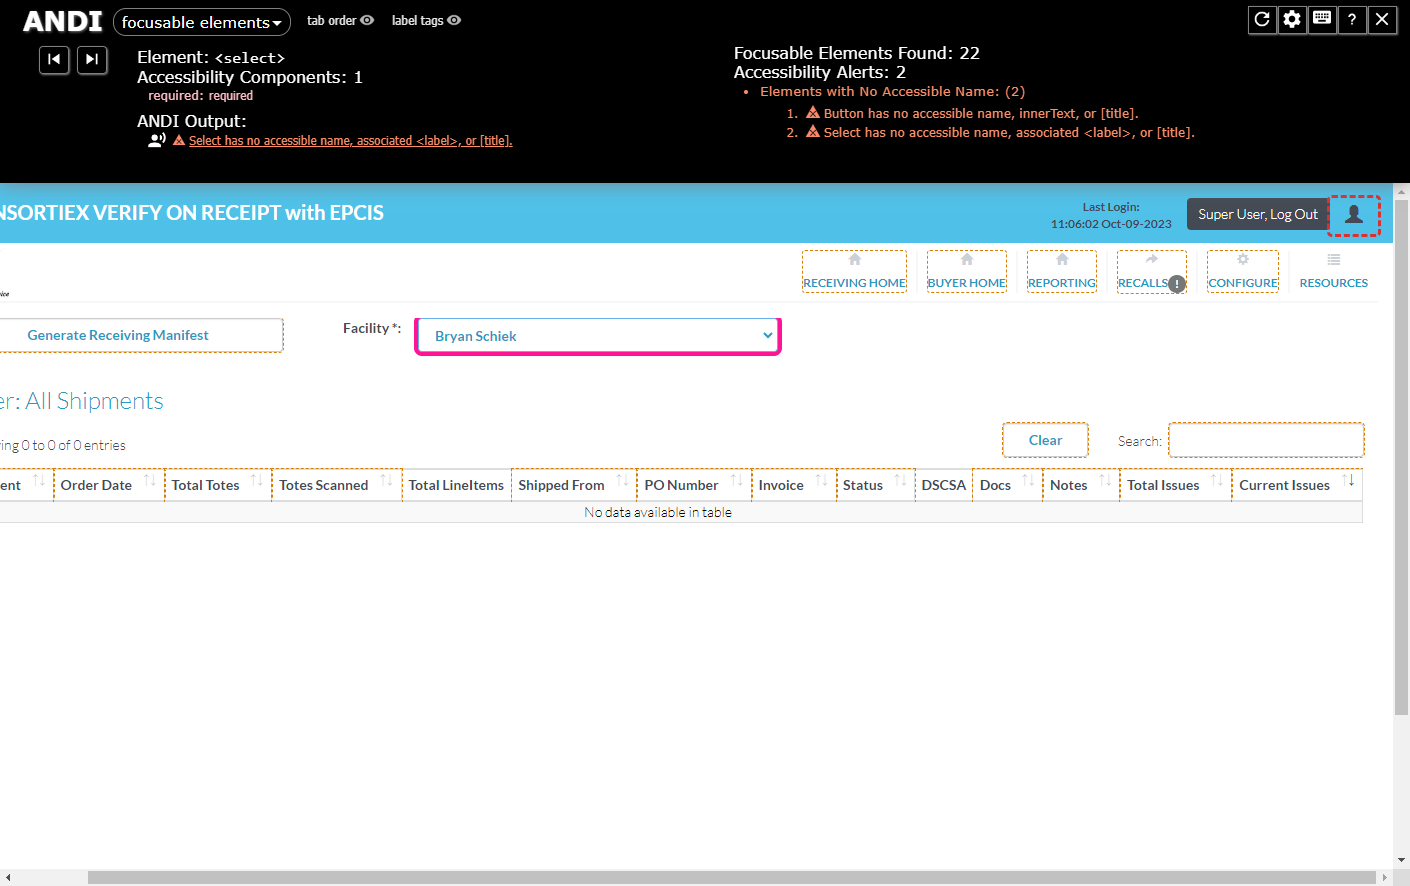 ANDI focusable elements tab order label tags ?
Element: <select>
Accessibility Components: 1
required: required
ANDI Output:
Select has no accessible name, associated <label>, or [title].
Focusable Elements Found: 22
Accessibility Alerts: 2
• Elements with No Accessible Name: (2)
1. Button has no accessible name, innerText, or [title].
2. Select has no accessible name, associated <label>, or [title].
NSORTIEX VERIFY ON RECEIPT with EPCIS
Last Login:
11:06:02 Oct-09-2023
Super User, Log Out
RECEIVING HOME BUYER HOME REPORTING RECALLS ! CONFIGURE RESOURCES
Generate Receiving Manifest
Facility *: Bryan Schiek
er: All Shipments
ing 0 to 0 of 0 entries
Clear Search:
ent Order Date Total Totes Totes Scanned Total LineItems Shipped From PO Number Invoice Status DSCSA Docs Notes Total Issues Current Issues
No data available in table